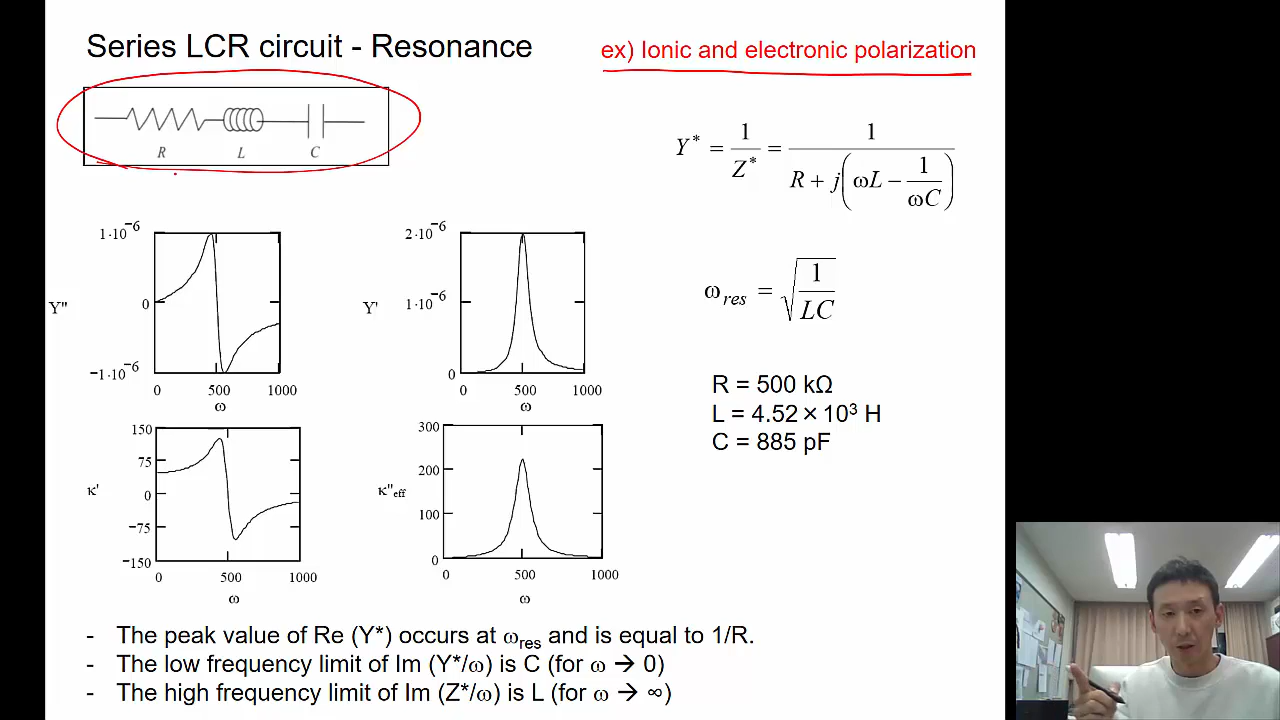 Series LCR circuit - Resonance
ex) Ionic and electronic polarization
R L C
Y* = 1/Z* = 1/(R + j(ωL − 1/ωC))
ω_res = √(1/LC)
R = 500 kΩ
L = 4.52 × 10³ H
C = 885 pF
1·10⁻⁶
0
−1·10⁻⁶
Y"
0 500 1000
ω
2·10⁻⁶
1·10⁻⁶
0
Y'
0 500 1000
ω
150
75
0
−75
−150
κ'
0 500 1000
ω
300
200
100
0
κ"eff
0 500 1000
ω
- The peak value of Re (Y*) occurs at ωres and is equal to 1/R.
- The low frequency limit of Im (Y*/ω) is C (for ω → 0)
- The high frequency limit of Im (Z*/ω) is L (for ω → ∞)